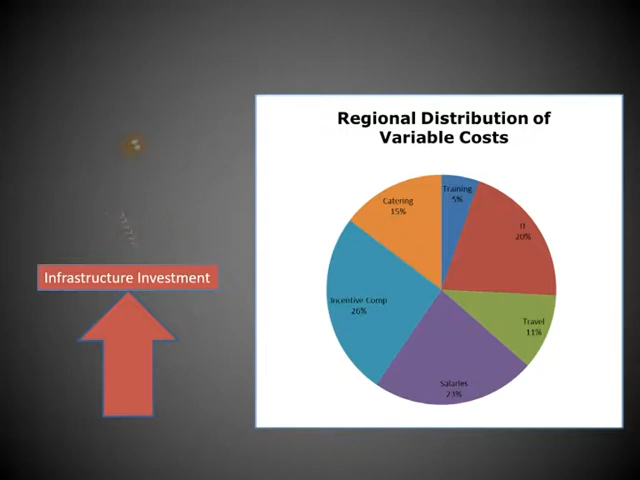 Regional Distribution of
Variable Costs
Training
5%
Catering
15%
IT
20%
Infrastructure Investment
Incentive Comp
26%
Travel
11%
Salaries
23%